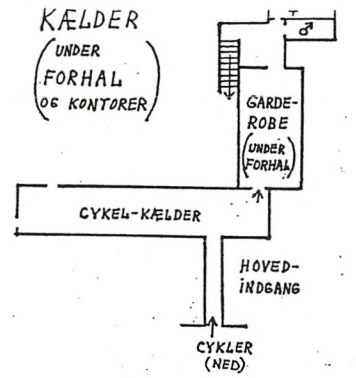 KÆLDER
(UNDER
FORHAL
OG KONTORER)
♂
GARDE-
ROBE
(UNDER
FORHAL)
CYKEL-KÆLDER
HOVED-
INDGANG
CYKLER
(NED)